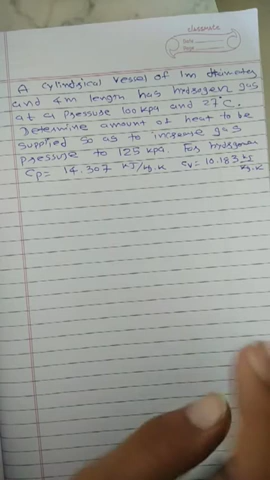 classmate
Date
Page
A cylindrical vessel of 1m diameter
and 4m length has hydrogen gas
at a pressure 100 kpa and 27°C.
Determine amount of heat to be
supplied so as to increase gas
pressure to 125 kpa. For hydrogen
Cp = 14.307 kJ/kg.K Cv = 10.183 kJ/kg.K